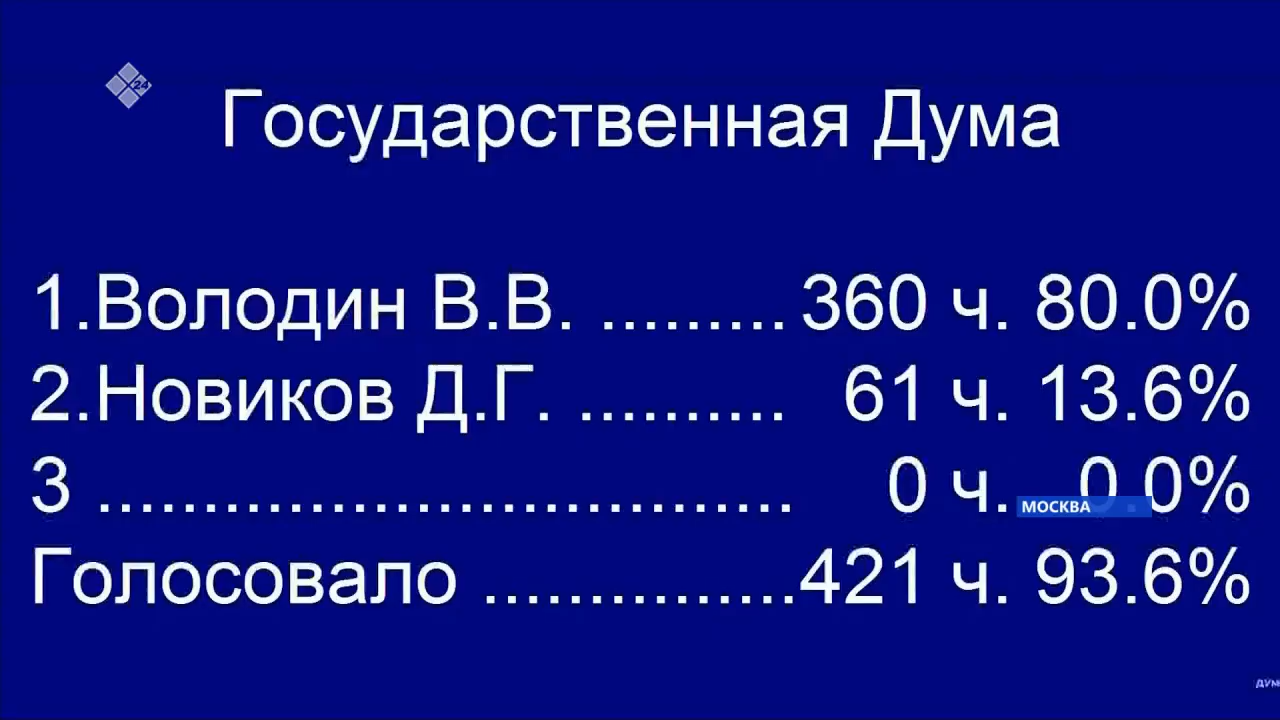 X24
Государственная Дума
1.Володин В.В. ......... 360 ч. 80.0%
2.Новиков Д.Г. .......... 61 ч. 13.6%
3 ................................. 0 ч. 0.0%
МОСКВА
Голосовало ...............421 ч. 93.6%